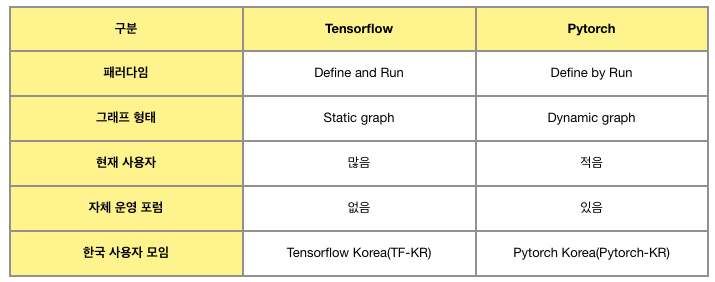 구분 Tensorflow Pytorch
패러다임 Define and Run Define by Run
그래프 형태 Static graph Dynamic graph
현재 사용자 많음 적음
자체 운영 포럼 없음 있음
한국 사용자 모임 Tensorflow Korea(TF-KR) Pytorch Korea(Pytorch-KR)